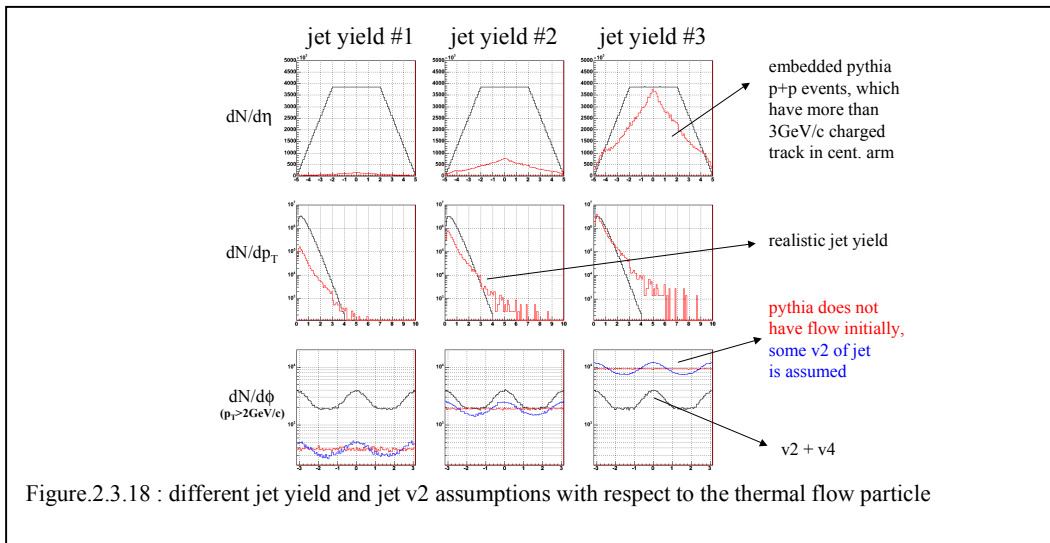 jet yield #1 jet yield #2 jet yield #3
dN/dη
embedded pythia
p+p events, which
have more than
3GeV/c charged
track in cent. arm
dN/dpT
realistic jet yield
pythia does not
have flow initially,
some v2 of jet
is assumed
dN/dϕ
(pT>2GeV/c)
v2 + v4
Figure.2.3.18 : different jet yield and jet v2 assumptions with respect to the thermal flow particle